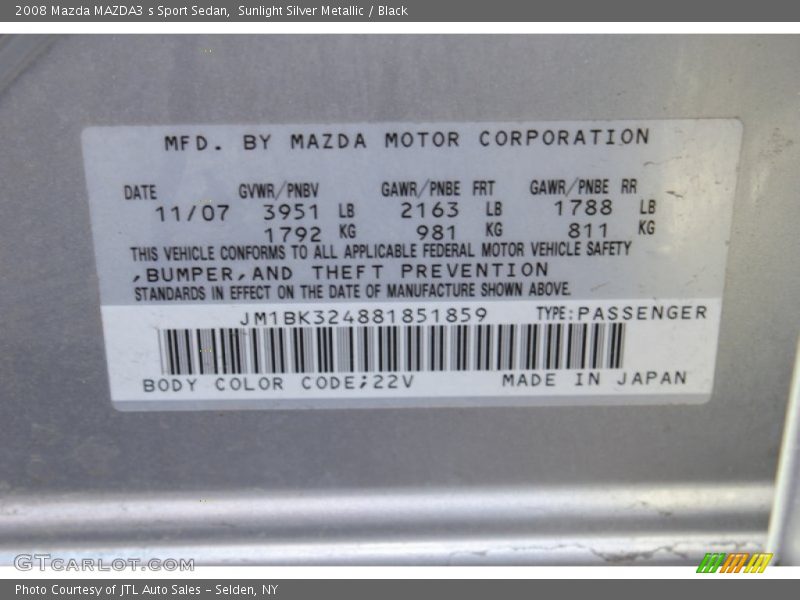 2008 Mazda MAZDA3 s Sport Sedan,  Sunlight Silver Metallic / Black
MFD. BY MAZDA MOTOR CORPORATION
DATE GVWR/PNBV GAWR/PNBE FRT GAWR/PNBE RR
11/07 3951 LB 2163 LB 1788 LB
1792 KG 981 KG 811 KG
THIS VEHICLE CONFORMS TO ALL APPLICABLE FEDERAL MOTOR VEHICLE SAFETY
,BUMPER,AND THEFT PREVENTION
STANDARDS IN EFFECT ON THE DATE OF MANUFACTURE SHOWN ABOVE.
JM1BK324881851859 TYPE:PASSENGER
BODY COLOR CODE;22V MADE IN JAPAN
GTcarlot.com
Photo Courtesy of JTL Auto Sales – Selden, NY